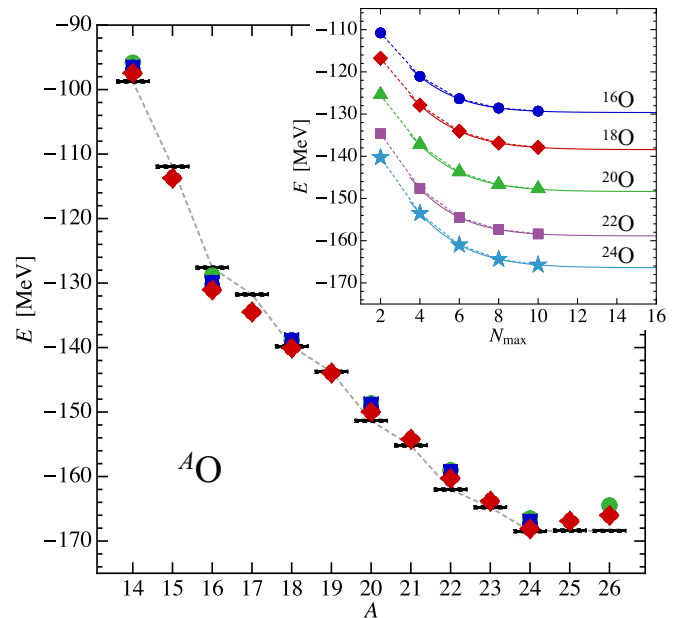 −90
−100
−110
−120
−130
−140
−150
−160
−170
E [MeV]
14 15 16 17 18 19 20 21 22 23 24 25 26
A
ᴬO
−110
−120
−130
−140
−150
−160
−170
E [MeV]
2 4 6 8 10 12 14 16
Nmax
¹⁶O
¹⁸O
²⁰O
²²O
²⁴O